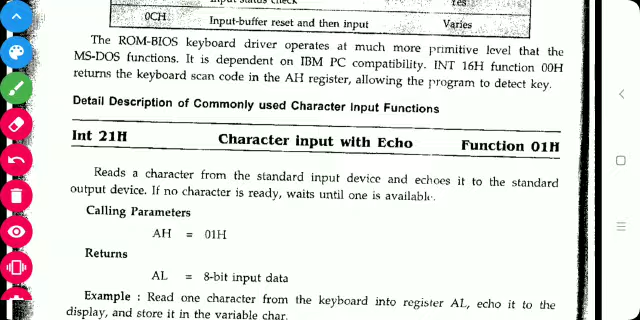 Input status check Yes
0CH Input-buffer reset and then input Varies
The ROM-BIOS keyboard driver operates at much more primitive level that the
MS-DOS functions. It is dependent on IBM PC compatibility. INT 16H function 00H
returns the keyboard scan code in the AH register, allowing the program to detect key.
Detail Description of Commonly used Character Input Functions
Int 21H Character input with Echo Function 01H
Reads a character from the standard input device and echoes it to the standard
output device. If no character is ready, waits until one is available.
Calling Parameters
AH = 01H
Returns
AL = 8-bit input data
Example : Read one character from the keyboard into register AL, echo it to the
display, and store it in the variable char.